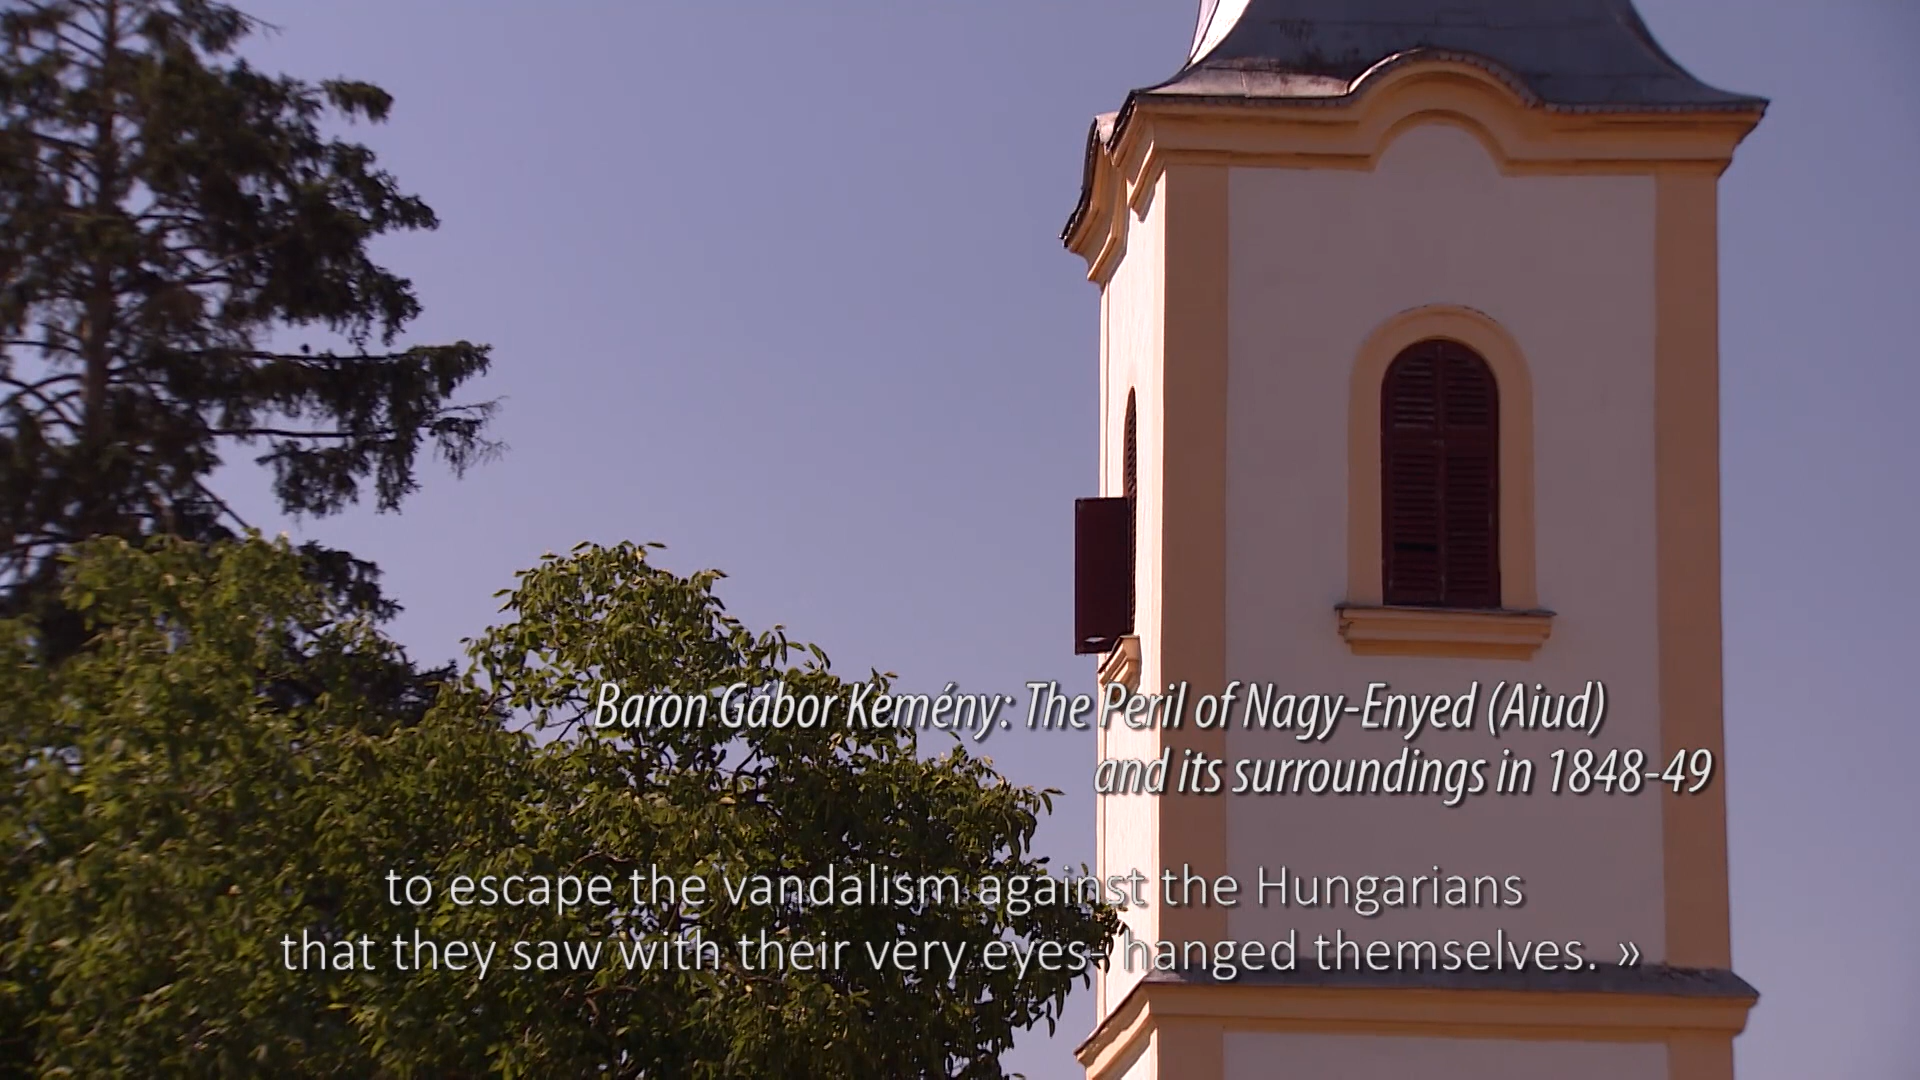 Baron Gábor Kemény: The Peril of Nagy-Enyed (Aiud)
and its surroundings in 1848-49
to escape the vandalism against the Hungarians
that they saw with their very eyes- hanged themselves. »